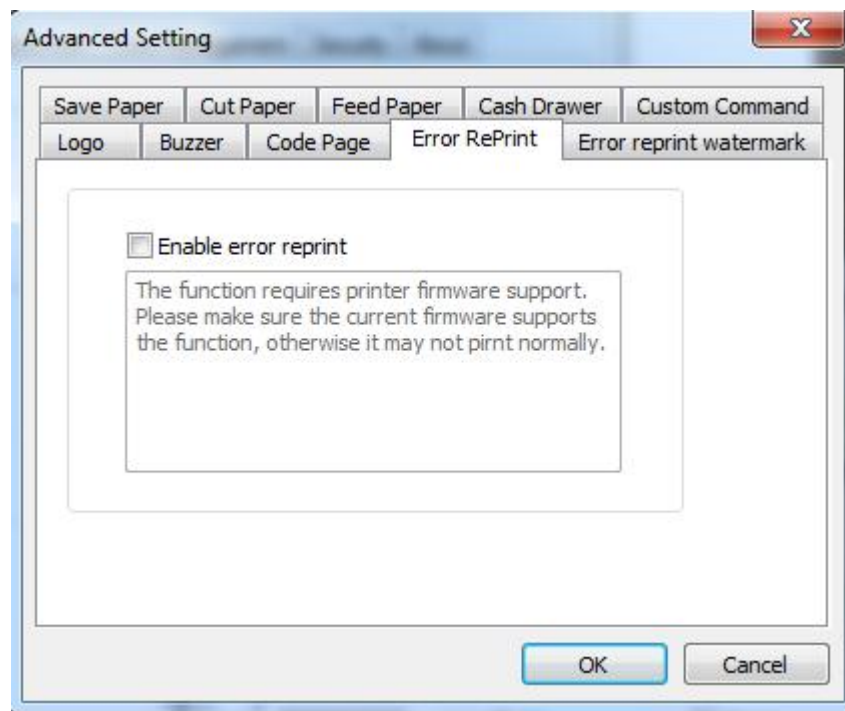 Advanced Setting
Save Paper Cut Paper Feed Paper Cash Drawer Custom Command
Logo Buzzer Code Page Error RePrint Error reprint watermark
Enable error reprint
The function requires printer firmware support.
Please make sure the current firmware supports
the function, otherwise it may not pirnt normally.
OK Cancel